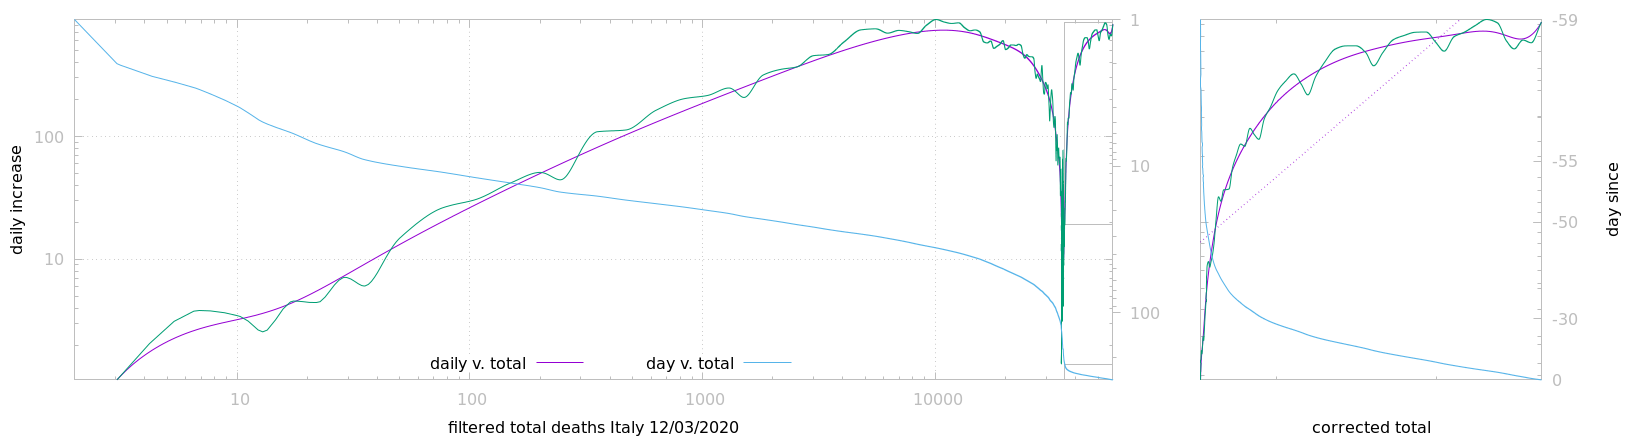 daily increase
100
10
daily v. total
day v. total
10
100
1000
10000
filtered total deaths Italy 12/03/2020
1
10
100
-59
-55
-50
-30
0
day since
corrected total